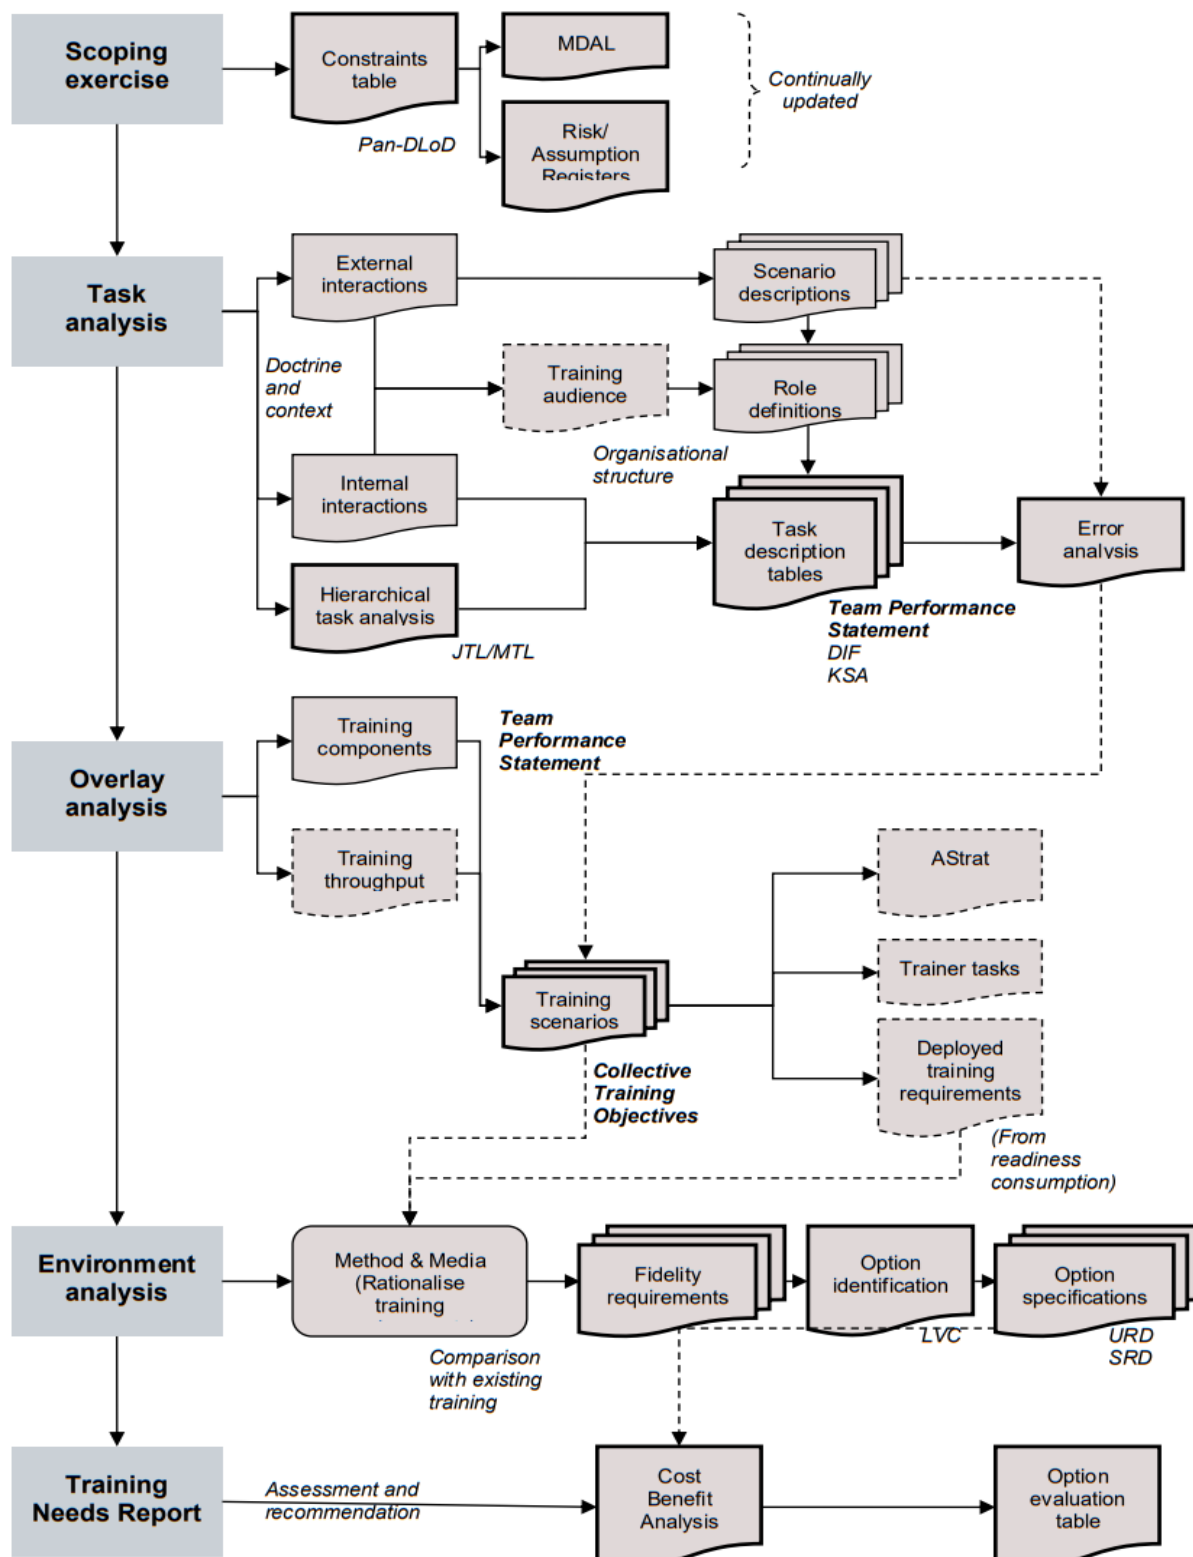 Scoping
exercise
Constraints
table
Pan-DLoD
MDAL
Risk/
Assumption
Registers
Continually
updated
Task
analysis
External
interactions
Scenario
descriptions
Doctrine
and
context
Training
audience
Role
definitions
Organisational
structure
Internal
interactions
Task
description
tables
Error
analysis
Hierarchical
task analysis
JTL/MTL
Team Performance
Statement
DIF
KSA
Overlay
analysis
Training
components
Team
Performance
Statement
Training
throughput
AStrat
Trainer tasks
Training
scenarios
Deployed
training
requirements
Collective
Training
Objectives
(From
readiness
consumption)
Environment
analysis
Method & Media
(Rationalise
training
Fidelity
requirements
Option
identification
Option
specifications
LVC
URD
SRD
Comparison
with existing
training
Training
Needs Report
Assessment and
recommendation
Cost
Benefit
Analysis
Option
evaluation
table